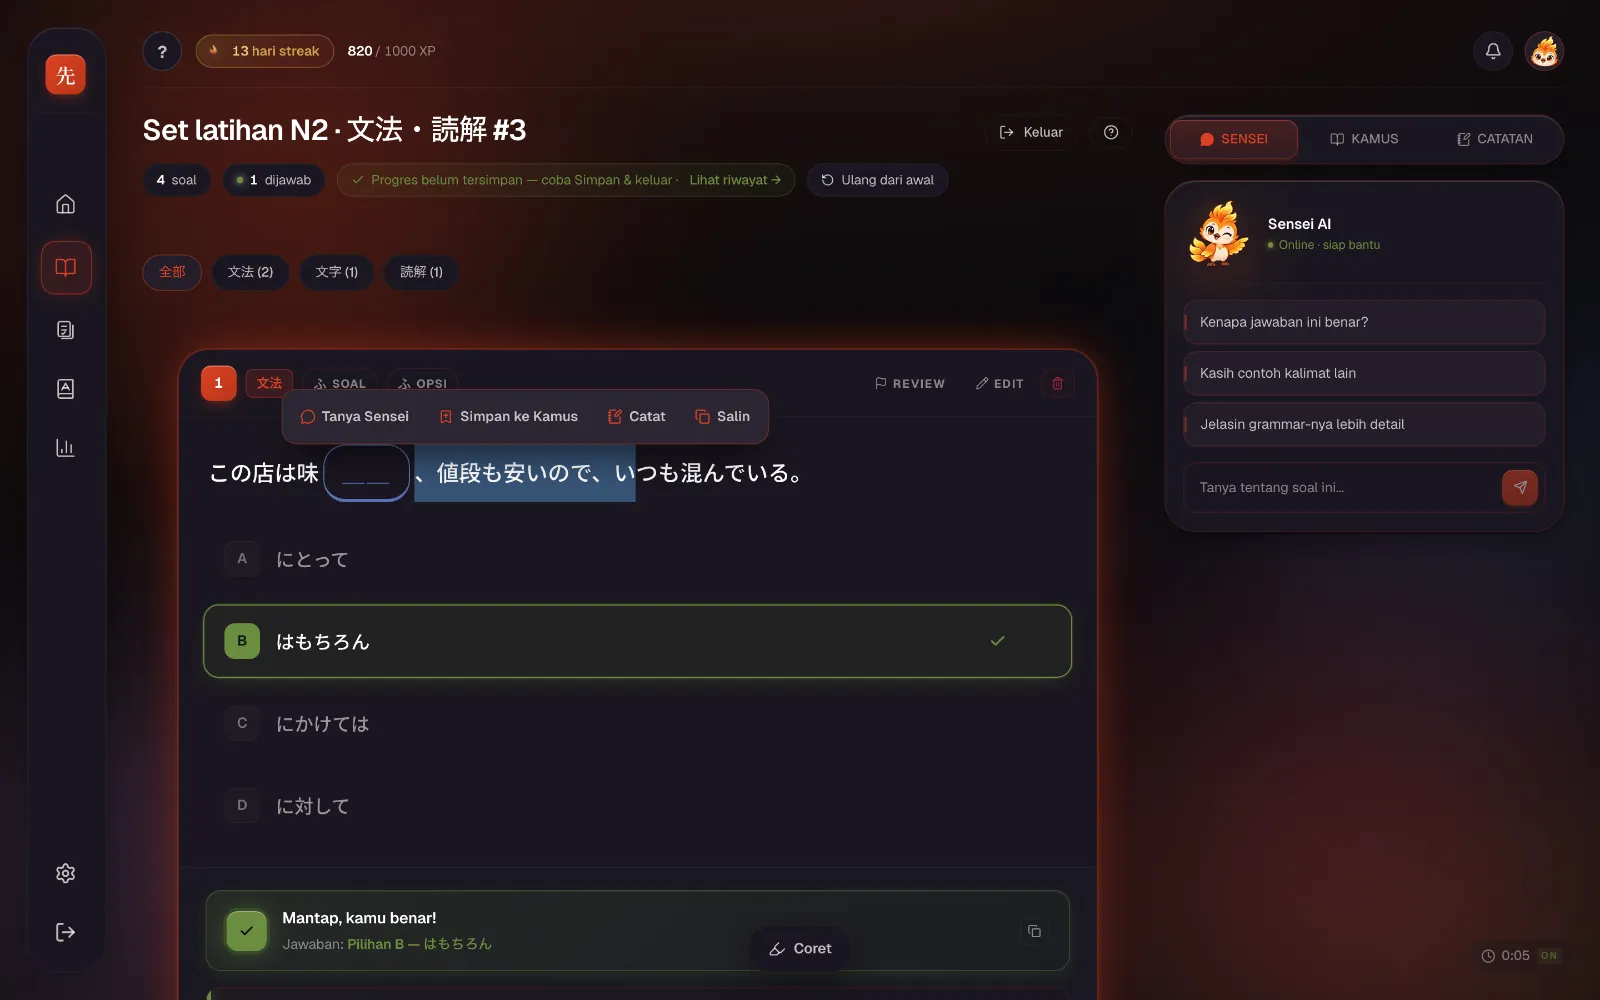 先
?
13 hari streak
820 / 1000 XP
Set latihan N2 · 文法・読解 #3
Keluar
4 soal
1 dijawab
Progres belum tersimpan — coba Simpan & keluar · Lihat riwayat →
Ulang dari awal
全部
文法 (2)
文字 (1)
読解 (1)
1
文法
ふ SOAL
ふ OPSI
REVIEW
EDIT
Tanya Sensei
Simpan ke Kamus
Catat
Salin
この店は味 ＿＿ 、値段も安いので、いつも混んでいる。
A にとって
B はもちろん
C にかけては
D に対して
Mantap, kamu benar!
Jawaban: Pilihan B — はもちろん
Coret
SENSEI
KAMUS
CATATAN
Sensei AI
Online · siap bantu
Kenapa jawaban ini benar?
Kasih contoh kalimat lain
Jelasin grammar-nya lebih detail
Tanya tentang soal ini...
0:05 ON